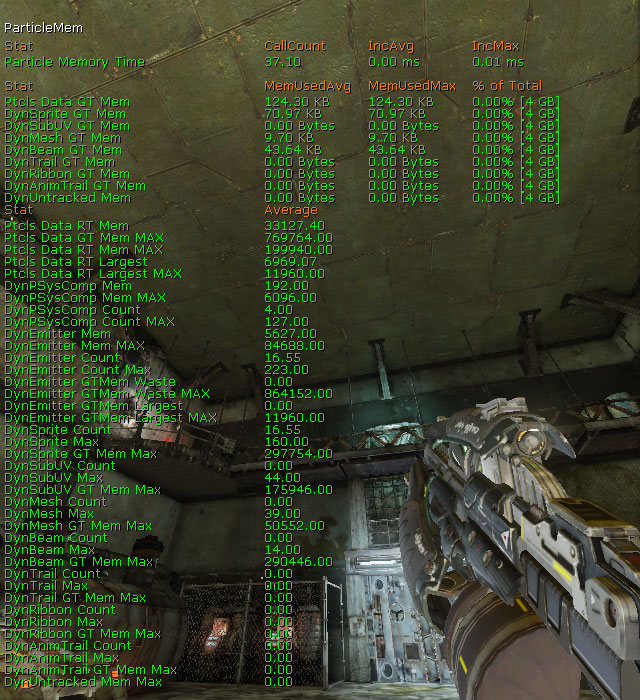 ParticleMem
Stat CallCount IncAvg IncMax
Particle Memory Time 37.10 0.00 ms 0.01 ms
Stat MemUsedAvg MemUsedMax % of Total
Ptcls Data GT Mem 124.30 KB 124.30 KB 0.00% [4 GB]
DynSprite GT Mem 70.97 KB 70.97 KB 0.00% [4 GB]
DynSubUV GT Mem 0.00 Bytes 0.00 Bytes 0.00% [4 GB]
DynMesh GT Mem 9.70 KB 9.70 KB 0.00% [4 GB]
DynBeam GT Mem 43.64 KB 43.64 KB 0.00% [4 GB]
DynTrail GT Mem 0.00 Bytes 0.00 Bytes 0.00% [4 GB]
DynRibbon GT Mem 0.00 Bytes 0.00 Bytes 0.00% [4 GB]
DynAnimTrail GT Mem 0.00 Bytes 0.00 Bytes 0.00% [4 GB]
DynUntracked Mem 0.00 Bytes 0.00 Bytes 0.00% [4 GB]
Stat Average
Ptcls Data RT Mem 33127.40
Ptcls Data GT Mem MAX 769764.00
Ptcls Data RT Mem MAX 199940.00
Ptcls Data RT Largest 6969.07
Ptcls Data RT Largest MAX 11960.00
DynPSysComp Mem 192.00
DynPSysComp Mem MAX 6096.00
DynPSysComp Count 4.00
DynPSysComp Count MAX 127.00
DynEmitter Mem 5627.00
DynEmitter Mem MAX 84688.00
DynEmitter Count 16.55
DynEmitter Count Max 223.00
DynEmitter GTMem Waste 0.00
DynEmitter GTMem Waste MAX 864152.00
DynEmitter GTMem Largest 0.00
DynEmitter GTMem Largest MAX 11960.00
DynSprite Count 16.55
DynSprite Max 160.00
DynSprite GT Mem Max 297754.00
DynSubUV Count 0.00
DynSubUV Max 44.00
DynSubUV GT Mem Max 175946.00
DynMesh Count 0.00
DynMesh Max 39.00
DynMesh GT Mem Max 50552.00
DynBeam Count 0.00
DynBeam Max 14.00
DynBeam GT Mem Max 290446.00
DynTrail Count 0.00
DynTrail Max 0.00
DynTrail GT Mem Max 0.00
DynRibbon Count 0.00
DynRibbon Max 0.00
DynRibbon GT Mem Max 0.00
DynAnimTrail Count 0.00
DynAnimTrail Max 0.00
DynAnimTrail GT Mem Max 0.00
DynUntracked Mem Max 0.00